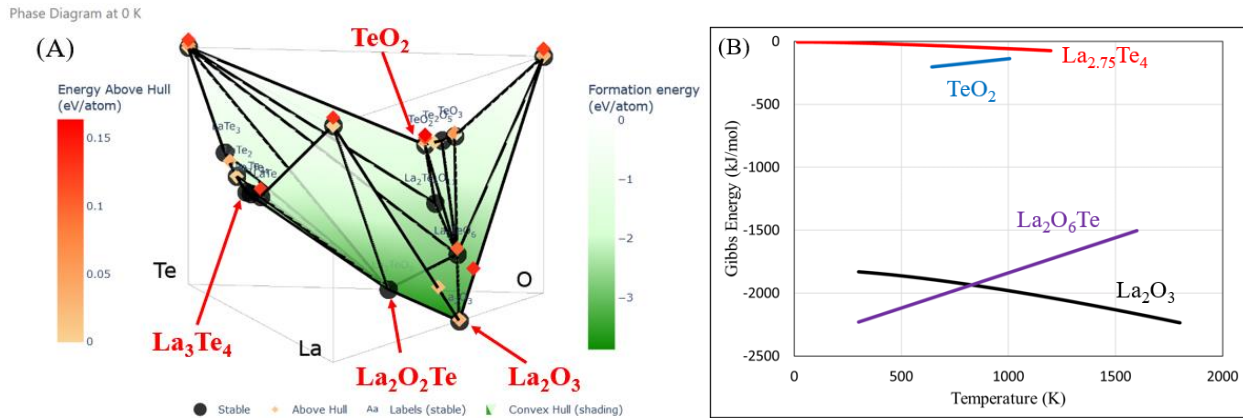 Phase Diagram at 0 K
(A)
TeO₂
Energy Above Hull
(eV/atom)
0.15
0.1
0.05
0
Formation energy
(eV/atom)
0
−1
−2
−3
LaTe₃
TeO₂
TeO₃
Te
La
O
La₃Te₄
La₂O₂Te
La₂O₃
Stable
Above Hull
Aa Labels (stable)
Convex Hull (shading)
(B)
La₂.₇₅Te₄
TeO₂
La₂O₆Te
La₂O₃
Gibbs Energy (kJ/mol)
0
-500
-1000
-1500
-2000
-2500
0 500 1000 1500 2000
Temperature (K)